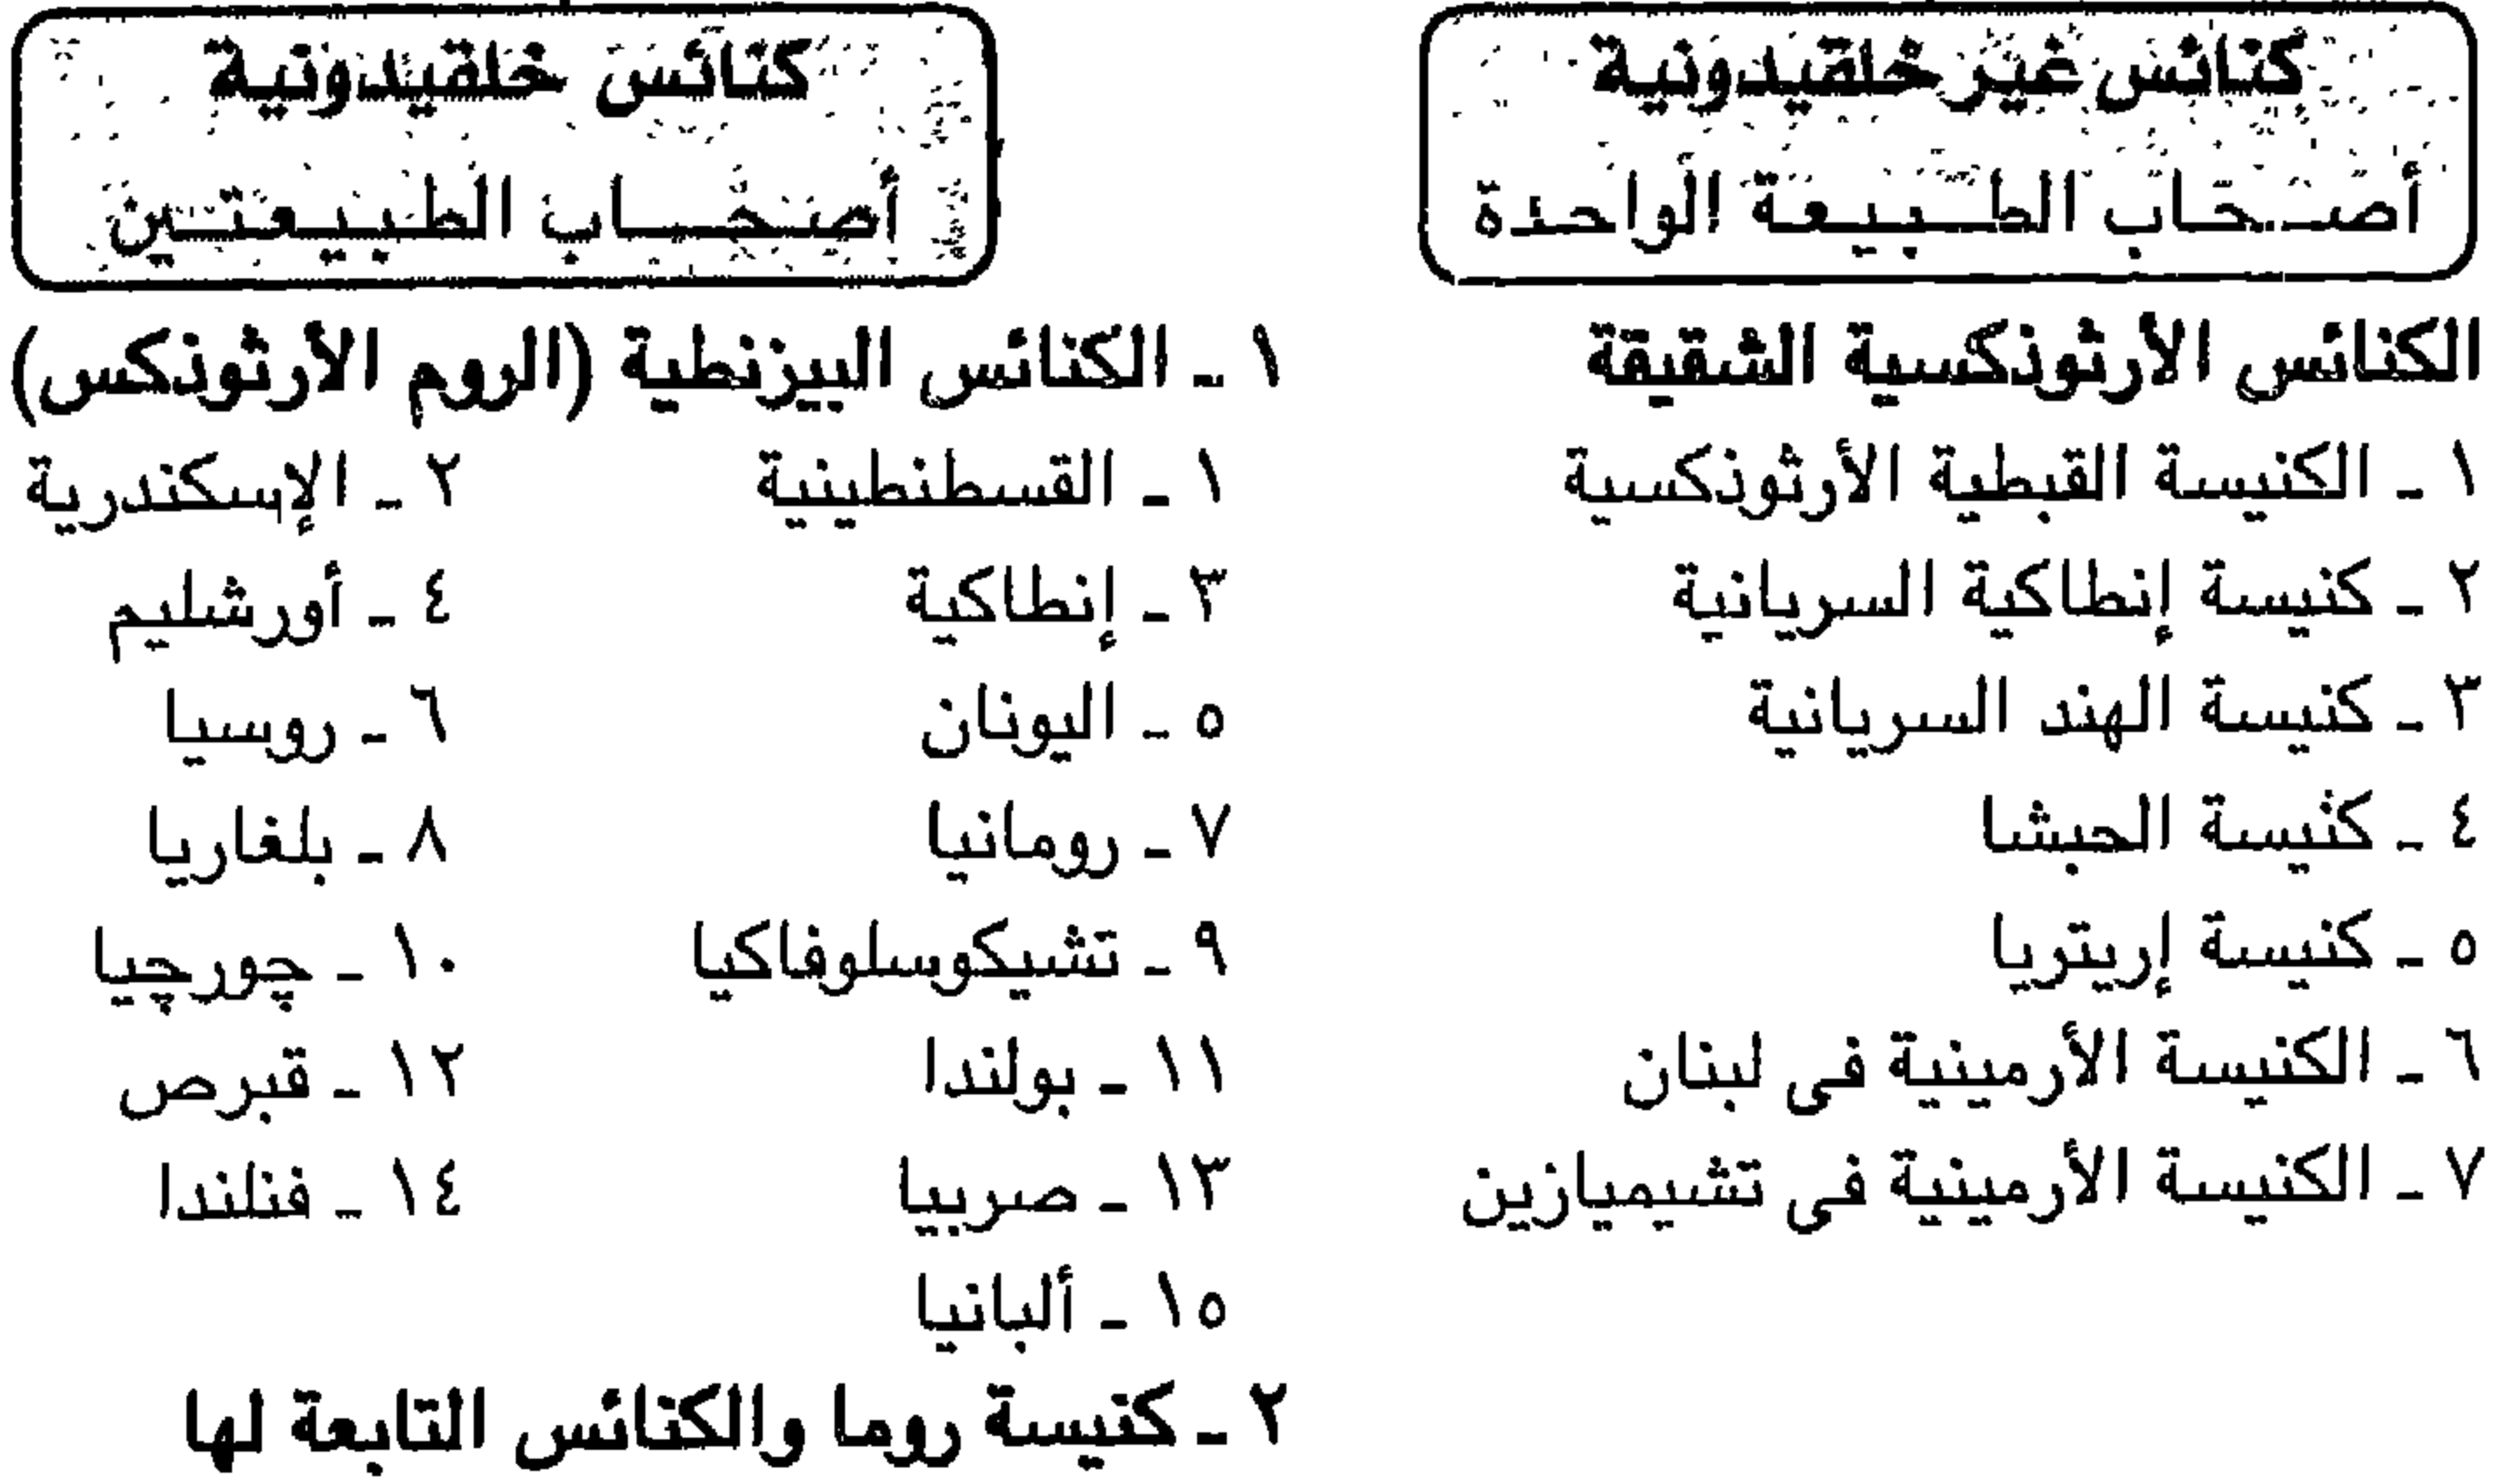 كنائس غير خلقيدونية
أصحاب الطبيعة الواحدة
الكنائس الأرثوذكسية الشقيقة
١ ـ الكنيسة القبطية الأرثوذكسية
٢ ـ كنيسة إنطاكية السريانية
٣ ـ كنيسة الهند السريانية
٤ ـ كنيسة الحبشا
٥ ـ كنيسة إريتريا
٦ ـ الكنيسة الأرمينية فى لبنان
٧ ـ الكنيسة الأرمينية فى تشيميازين
كنائس خلقيدونية
أصحاب الطبيعتين
١ ـ الكنائس البيزنطية (الروم الأرثوذكس)
١ ـ القسطنطينية ٢ ـ الإسكندرية
٣ ـ إنطاكية ٤ ـ أورشليم
٥ ـ اليونان ٦ ـ روسيا
٧ ـ رومانيا ٨ ـ بلغاريا
٩ ـ تشيكوسلوفاكيا ١٠ ـ چورچيا
١١ ـ بولندا ١٢ ـ قبرص
١٣ ـ صربيا ١٤ ـ فنلندا
١٥ ـ ألبانيا
٢ ـ كنيسة روما والكنائس التابعة لها